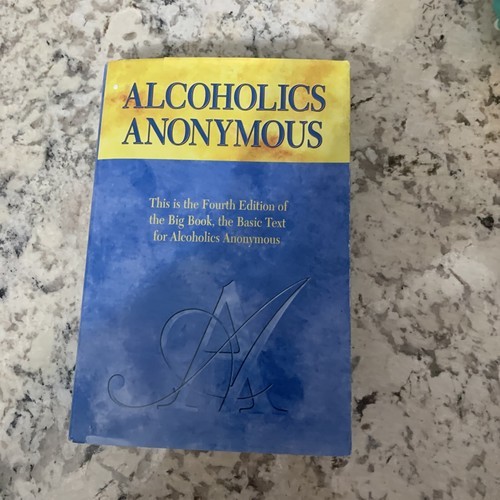 ALCOHOLICS
ANONYMOUS
This is the Fourth Edition of
the Big Book, the Basic Text
for Alcoholics Anonymous
AA